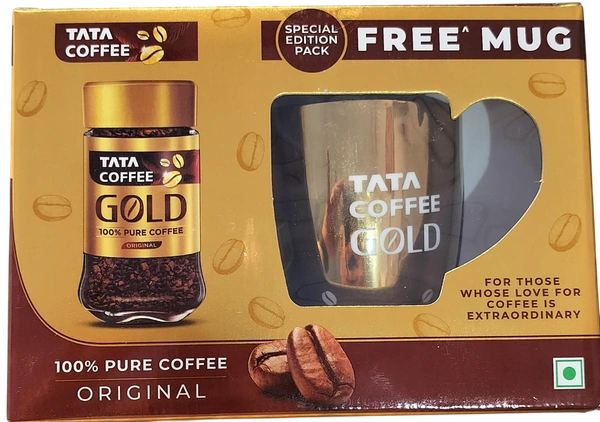 TATA
COFFEE
SPECIAL
EDITION
PACK
FREE^ MUG
TATA
COFFEE
GOLD
100% PURE COFFEE
ORIGINAL
TATA
COFFEE
GOLD
FOR THOSE
WHOSE LOVE FOR
COFFEE IS
EXTRAORDINARY
100% PURE COFFEE
ORIGINAL